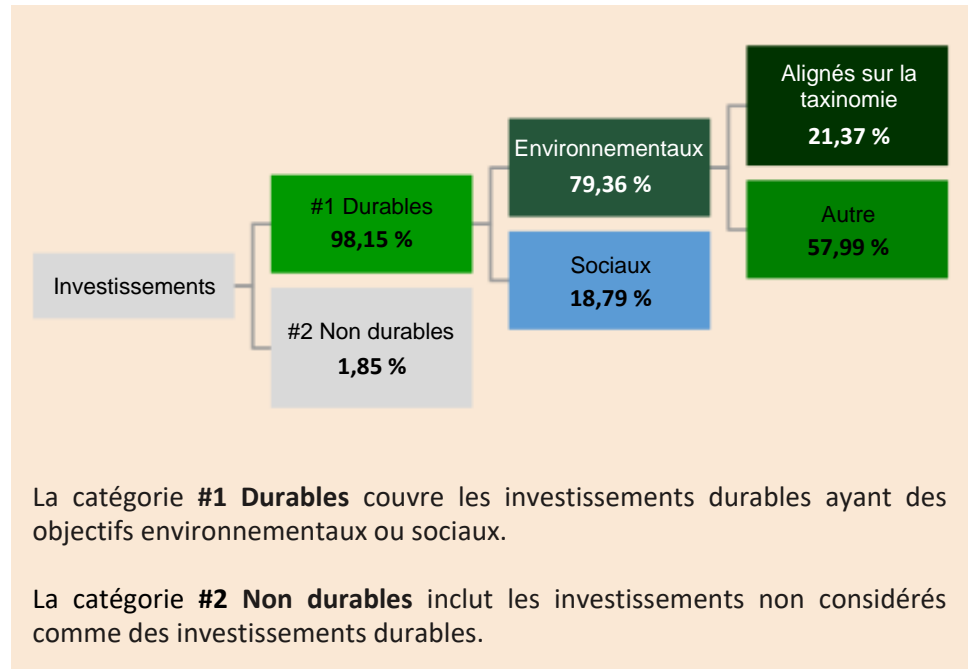 Investissements
#1 Durables
98,15 %
#2 Non durables
1,85 %
Environnementaux
79,36 %
Sociaux
18,79 %
Alignés sur la
taxinomie
21,37 %
Autre
57,99 %
La catégorie #1 Durables couvre les investissements durables ayant des
objectifs environnementaux ou sociaux.
La catégorie #2 Non durables inclut les investissements non considérés
comme des investissements durables.